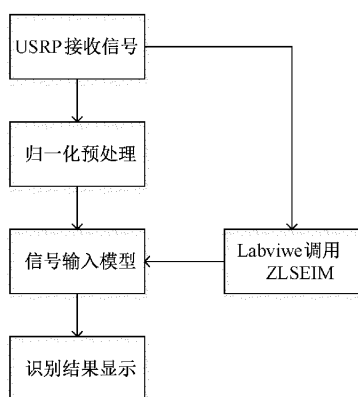 USRP接收信号
归一化预处理
信号输入模型
Labviwe调用
ZLSEIM
识别结果显示